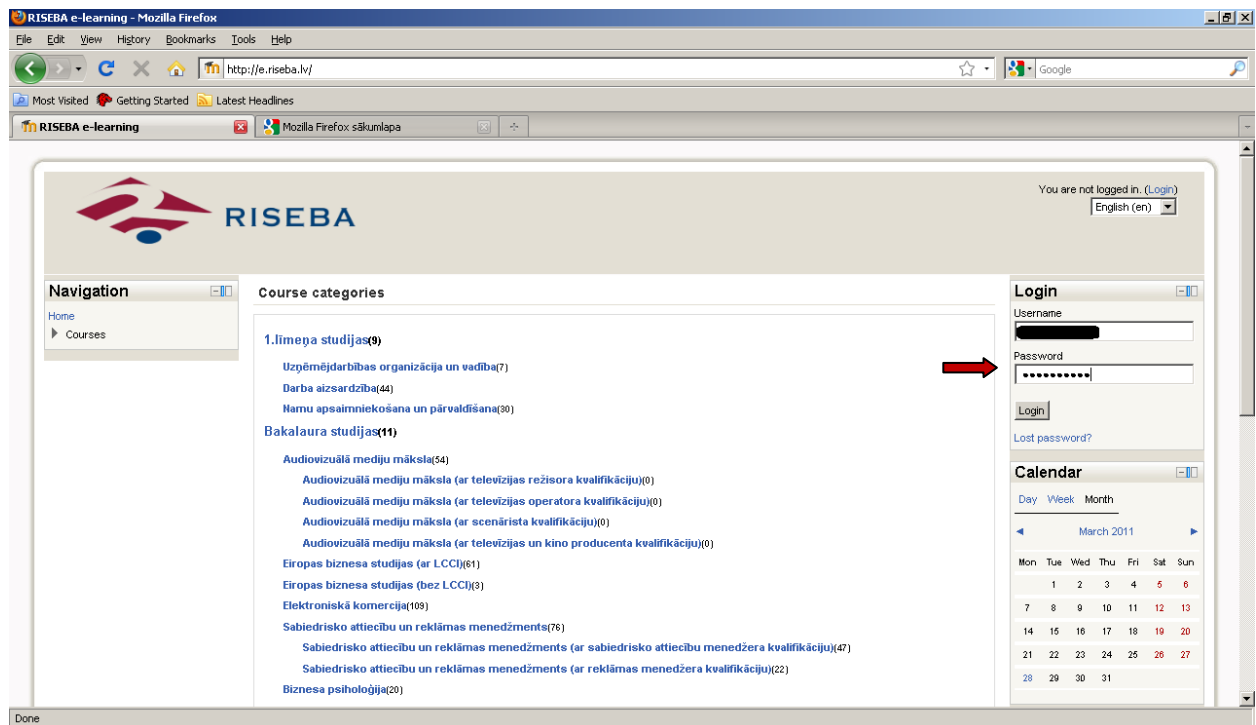 RISEBA e-learning - Mozilla Firefox
File Edit View History Bookmarks Tools Help
http://e.riseba.lv/
Google
Most Visited Getting Started Latest Headlines
RISEBA e-learning Mozilla Firefox sākumlapa
RISEBA
You are not logged in. (Login)
English (en)
Navigation
Home
Courses
Course categories
1.līmeņa studijas(9)
Uzņēmējdarbības organizācija un vadība(7)
Darba aizsardzība(44)
Namu apsaimniekošana un pārvaldīšana(30)
Bakalaura studijas(11)
Audiovizuālā mediju māksla(54)
Audiovizuālā mediju māksla (ar televīzijas režisora kvalifikāciju)(0)
Audiovizuālā mediju māksla (ar televīzijas operatora kvalifikāciju)(0)
Audiovizuālā mediju māksla (ar scenārista kvalifikāciju)(0)
Audiovizuālā mediju māksla (ar televīzijas un kino producenta kvalifikāciju)(0)
Eiropas biznesa studijas (ar LCCI)(61)
Eiropas biznesa studijas (bez LCCI)(3)
Elektroniskā komercija(109)
Sabiedrisko attiecību un reklāmas menedžments(76)
Sabiedrisko attiecību un reklāmas menedžments (ar sabiedrisko attiecību menedžera kvalifikāciju)(47)
Sabiedrisko attiecību un reklāmas menedžments (ar reklāmas menedžera kvalifikāciju)(22)
Biznesa psiholoģija(20)
Login
Username
Password
Login
Lost password?
Calendar
Day Week Month
March 2011
Mon Tue Wed Thu Fri Sat Sun
1 2 3 4 5 6
7 8 9 10 11 12 13
14 15 16 17 18 19 20
21 22 23 24 25 26 27
28 29 30 31
Done